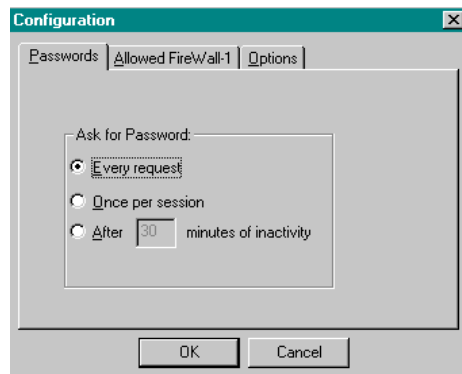 Configuration
Passwords Allowed FireWall-1 Options
Ask for Password:
Every request
Once per session
After 30 minutes of inactivity
OK Cancel